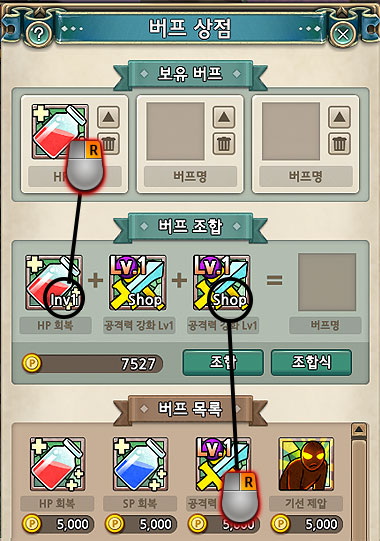 ?
버프 상점
보유 버프
R
HP
버프명
버프명
버프 조합
Inv1
LV.1
Shop
LV.1
Shop
HP 회복
공격력 강화 Lv1
공격력 강화 Lv1
버프명
7527
조합
조합식
버프 목록
LV.1
R
HP 회복
SP 회복
공격력
기선 제압
5,000
5,000
5,000
5,000